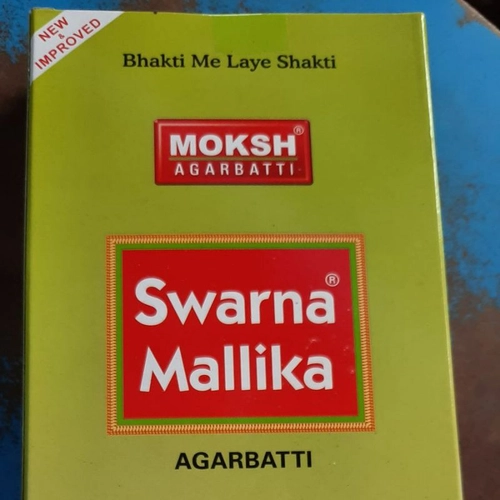 NEW
&
IMPROVED
Bhakti Me Laye Shakti
MOKSH®
AGARBATTI
Swarna®
Mallika
AGARBATTI